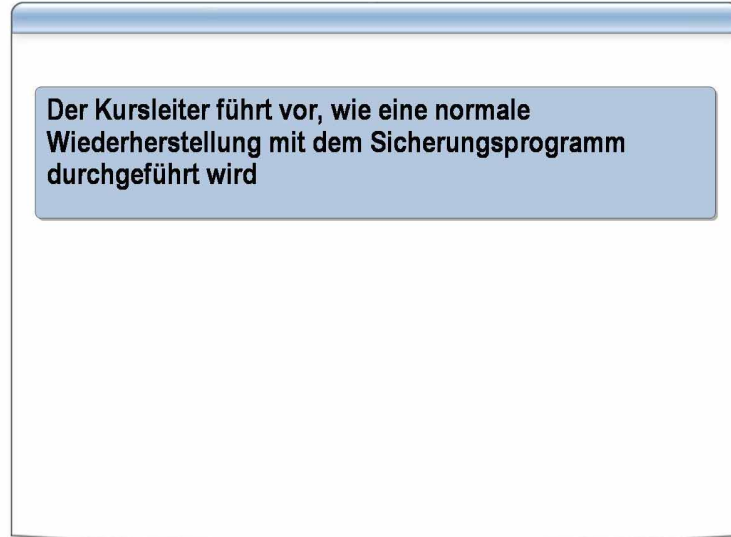 Der Kursleiter führt vor, wie eine normale
Wiederherstellung mit dem Sicherungsprogramm
durchgeführt wird